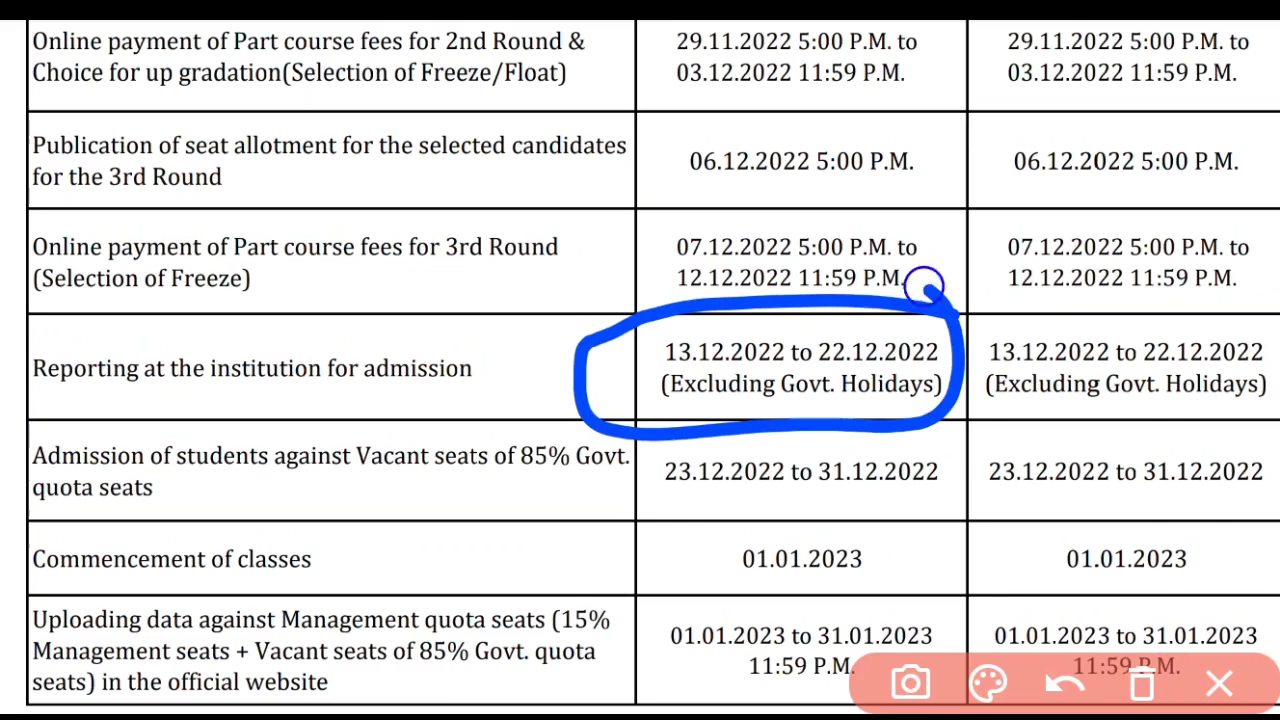 Online payment of Part course fees for 2nd Round &
Choice for up gradation(Selection of Freeze/Float)
29.11.2022 5:00 P.M. to
03.12.2022 11:59 P.M.
29.11.2022 5:00 P.M. to
03.12.2022 11:59 P.M.
Publication of seat allotment for the selected candidates
for the 3rd Round
06.12.2022 5:00 P.M.
06.12.2022 5:00 P.M.
Online payment of Part course fees for 3rd Round
(Selection of Freeze)
07.12.2022 5:00 P.M. to
12.12.2022 11:59 P.M.
07.12.2022 5:00 P.M. to
12.12.2022 11:59 P.M.
Reporting at the institution for admission
13.12.2022 to 22.12.2022
(Excluding Govt. Holidays)
13.12.2022 to 22.12.2022
(Excluding Govt. Holidays)
Admission of students against Vacant seats of 85% Govt.
quota seats
23.12.2022 to 31.12.2022
23.12.2022 to 31.12.2022
Commencement of classes
01.01.2023
01.01.2023
Uploading data against Management quota seats (15%
Management seats + Vacant seats of 85% Govt. quota
seats) in the official website
01.01.2023 to 31.01.2023
11:59 P.M.
01.01.2023 to 31.01.2023
11:59 P.M.